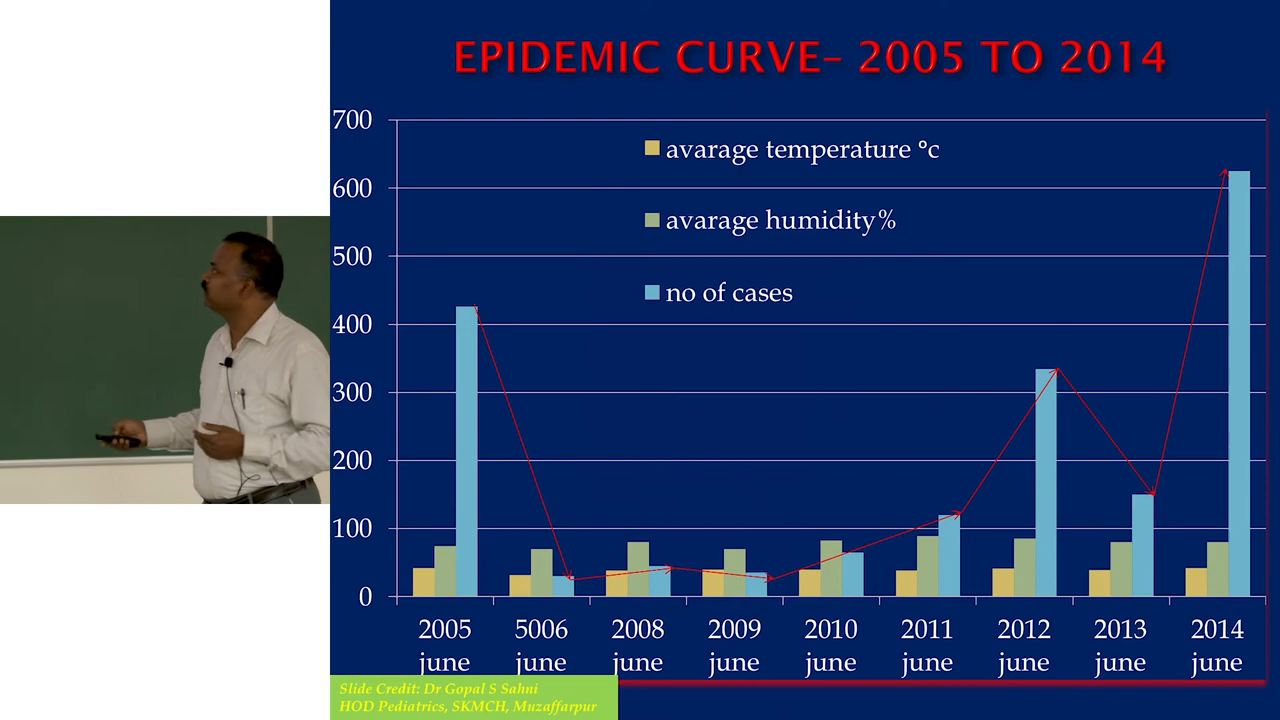 EPIDEMIC CURVE– 2005 TO 2014
700
600
500
400
300
200
100
0
avarage temperature °c
avarage humidity%
no of cases
2005 5006 2008 2009 2010 2011 2012 2013 2014
june june june june june june june june june
Slide Credit: Dr Gopal S Sahni
HOD Pediatrics, SKMCH, Muzaffarpur